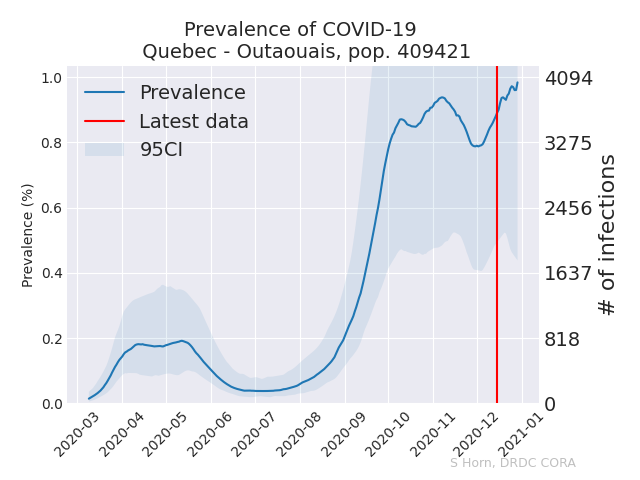 Prevalence of COVID-19
Quebec - Outaouais, pop. 409421
Prevalence
Latest data
95CI
Prevalence (%)
1.0
0.8
0.6
0.4
0.2
0.0
4094
3275
2456
1637
818
0
# of infections
2020-03
2020-04
2020-05
2020-06
2020-07
2020-08
2020-09
2020-10
2020-11
2020-12
2021-01
S Horn, DRDC CORA